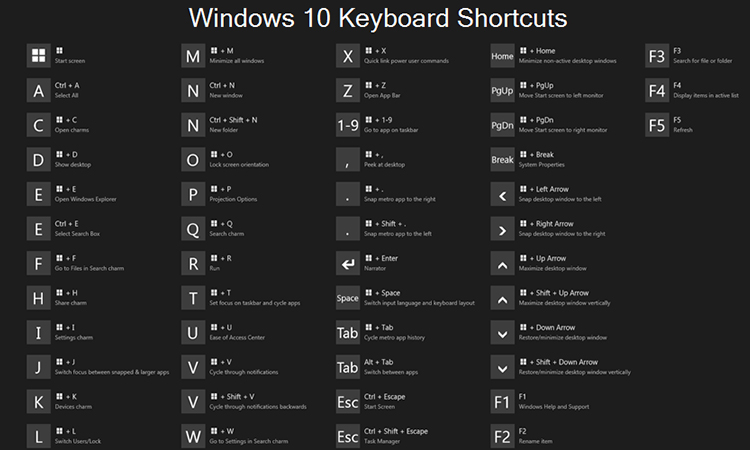 Windows 10 Keyboard Shortcuts
Start screen
A
Ctrl + A
Select All
C
+ C
Open charms
D
+ D
Show desktop
E
+ E
Open Windows Explorer
E
Ctrl + E
Select Search Box
F
+ F
Go to Files in Search charm
H
+ H
Share charm
I
+ I
Settings charm
J
+ J
Switch focus between snapped & larger apps
K
+ K
Devices charm
L
+ L
Switch Users/Lock
M
+ M
Minimize all windows
N
Ctrl + N
New window
N
Ctrl + Shift + N
New folder
O
+ O
Lock screen orientation
P
+ P
Projection Options
Q
+ Q
Search charm
R
+ R
Run
T
+ T
Set focus on taskbar and cycle apps
U
+ U
Ease of Access Center
V
+ V
Cycle through notifications
V
+ Shift + V
Cycle through notifications backwards
W
+ W
Go to Settings in Search charm
X
+ X
Quick link power user commands
Z
+ Z
Open App Bar
1-9
+ 1-9
Go to app on taskbar
,
+ ,
Peek at desktop
.
+ .
Snap metro app to the right
.
+ Shift + .
Snap metro app to the left
+ Enter
Narrator
Space
+ Space
Switch input language and keyboard layout
Tab
+ Tab
Cycle metro app history
Tab
Alt + Tab
Switch between apps
Esc
Ctrl + Escape
Start Screen
Esc
Ctrl + Shift + Escape
Task Manager
Home
+ Home
Minimize non-active desktop windows
PgUp
+ PgUp
Move Start screen to left monitor
PgDn
+ PgDn
Move Start screen to right monitor
Break
+ Break
System Properties
+ Left Arrow
Snap desktop window to the left
+ Right Arrow
Snap desktop window to the right
+ Up Arrow
Maximize desktop window
+ Shift + Up Arrow
Maximize desktop window vertically
+ Down Arrow
Restore/minimize desktop window
+ Shift + Down Arrow
Restore/minimize desktop window vertically
F1
F1
Windows Help and Support
F2
F2
Rename item
F3
F3
Search for file or folder
F4
F4
Display items in active list
F5
F5
Refresh